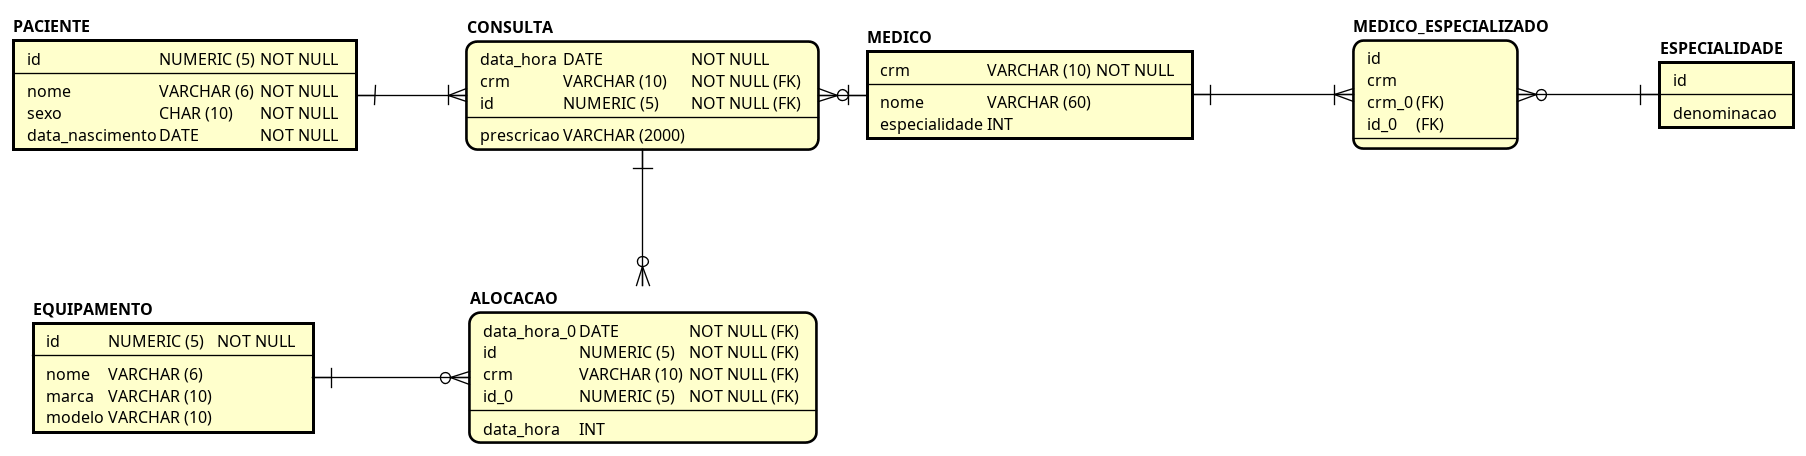 PACIENTE
id NUMERIC (5) NOT NULL
nome VARCHAR (6) NOT NULL
sexo CHAR (10) NOT NULL
data_nascimento DATE NOT NULL
CONSULTA
data_hora DATE NOT NULL
crm VARCHAR (10) NOT NULL (FK)
id NUMERIC (5) NOT NULL (FK)
prescricao VARCHAR (2000)
MEDICO
crm VARCHAR (10) NOT NULL
nome VARCHAR (60)
especialidade INT
MEDICO_ESPECIALIZADO
id
crm
crm_0 (FK)
id_0 (FK)
ESPECIALIDADE
id
denominacao
EQUIPAMENTO
id NUMERIC (5) NOT NULL
nome VARCHAR (6)
marca VARCHAR (10)
modelo VARCHAR (10)
ALOCACAO
data_hora_0 DATE NOT NULL (FK)
id NUMERIC (5) NOT NULL (FK)
crm VARCHAR (10) NOT NULL (FK)
id_0 NUMERIC (5) NOT NULL (FK)
data_hora INT